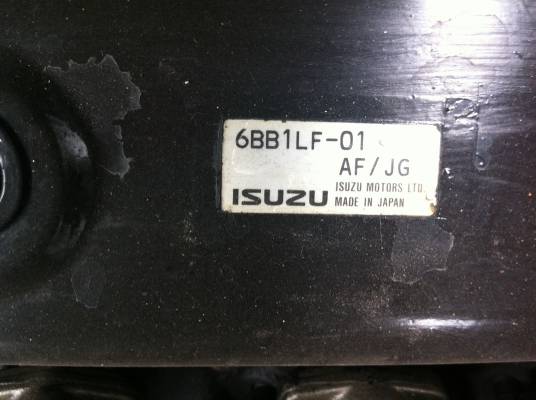 6BB1LF-01
AF/JG
ISUZU ISUZU MOTORS LTD.
MADE IN JAPAN